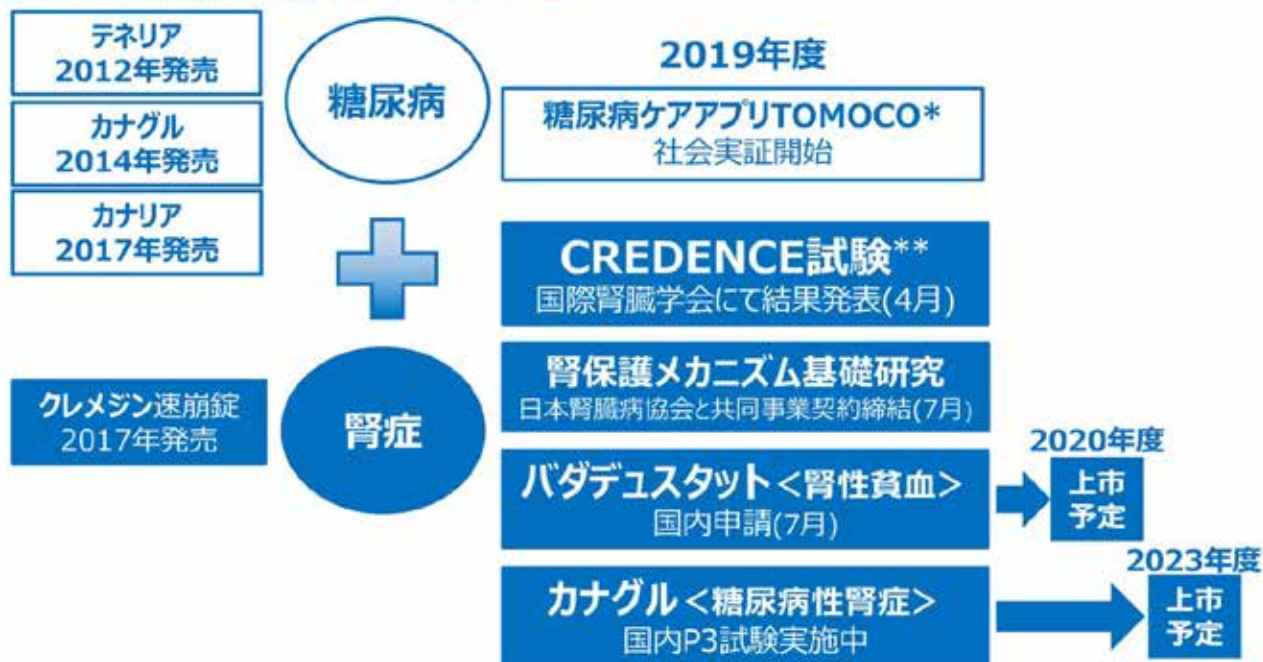 テネリア
2012年発売
カナグル
2014年発売
カナリア
2017年発売
クレメジン速崩錠
2017年発売
糖尿病
腎症
2019年度
糖尿病ケアアプリTOMOCO*
社会実証開始
CREDENCE試験**
国際腎臓学会にて結果発表(4月)
腎保護メカニズム基礎研究
日本腎臓病協会と共同事業契約締結(7月)
バダデュスタット<腎性貧血>
国内申請(7月)
2020年度
上市
予定
カナグル<糖尿病性腎症>
国内P3試験実施中
2023年度
上市
予定